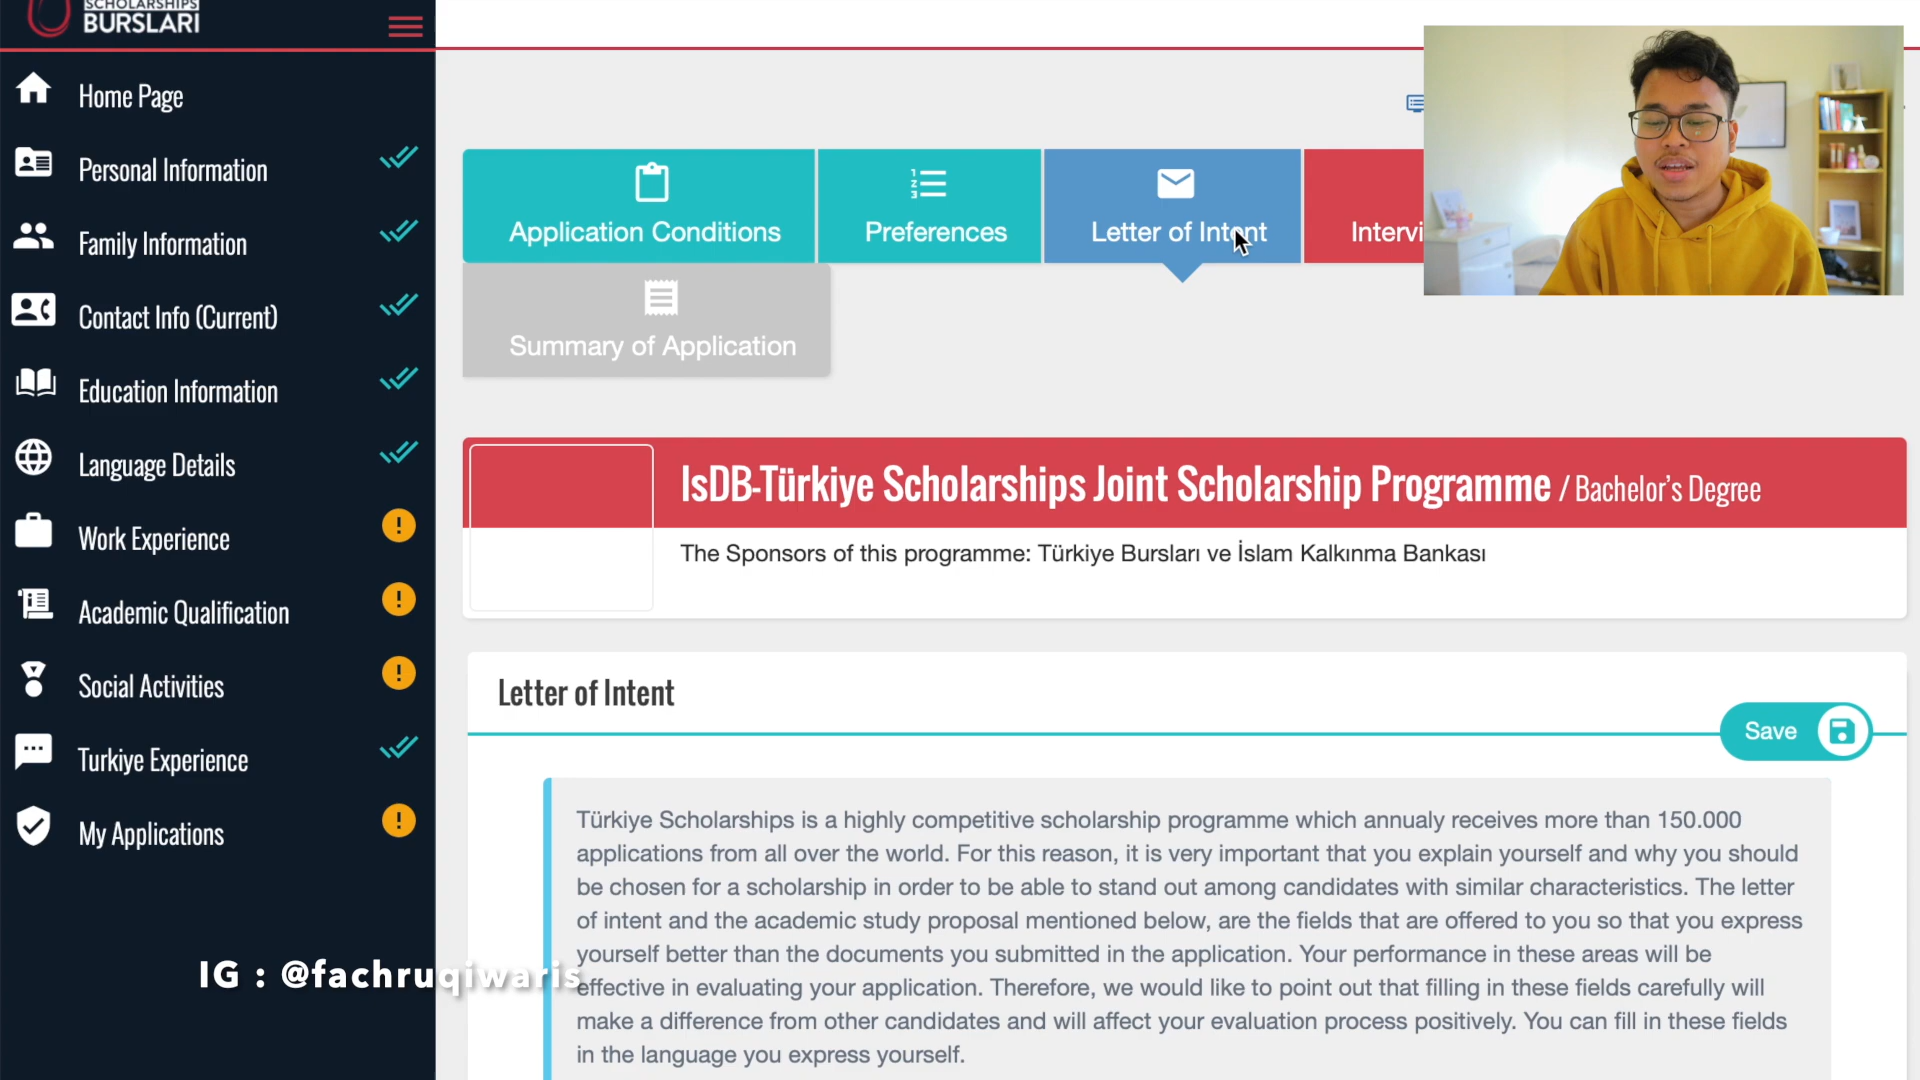 SCHOLARSHIPS
BURSLARI
Home Page
Personal Information
Family Information
Contact Info (Current)
Education Information
Language Details
Work Experience
Academic Qualification
Social Activities
Turkiye Experience
My Applications
IG : @fachruqiwaris
Application Conditions
Preferences
Letter of Intent
Intervi
Summary of Application
IsDB-Türkiye Scholarships Joint Scholarship Programme / Bachelor's Degree
The Sponsors of this programme: Türkiye Bursları ve İslam Kalkınma Bankası
Letter of Intent
Save
Türkiye Scholarships is a highly competitive scholarship programme which annualy receives more than 150.000
applications from all over the world. For this reason, it is very important that you explain yourself and why you should
be chosen for a scholarship in order to be able to stand out among candidates with similar characteristics. The letter
of intent and the academic study proposal mentioned below, are the fields that are offered to you so that you express
yourself better than the documents you submitted in the application. Your performance in these areas will be
effective in evaluating your application. Therefore, we would like to point out that filling in these fields carefully will
make a difference from other candidates and will affect your evaluation process positively. You can fill in these fields
in the language you express yourself.